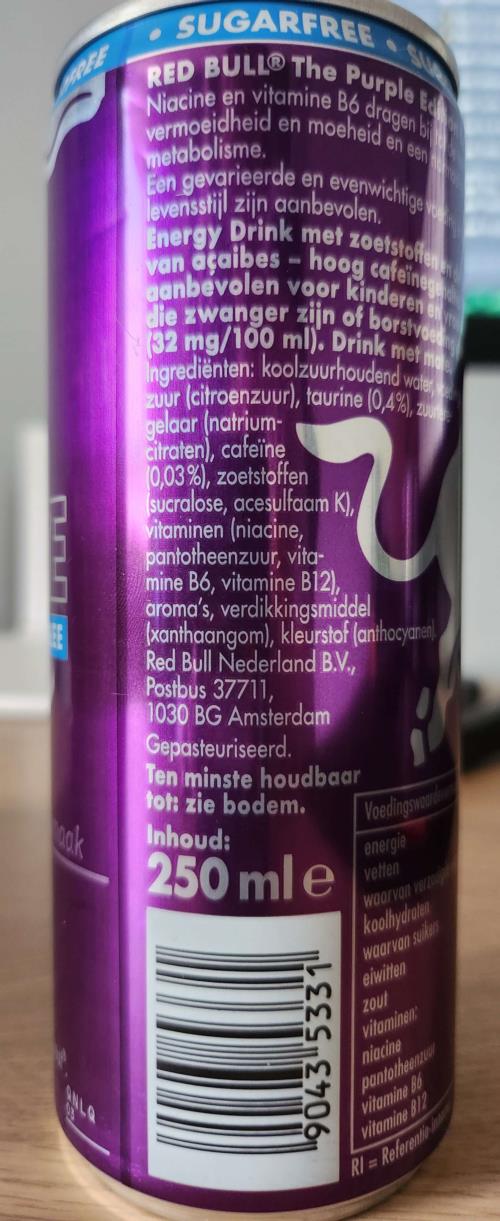 • SUGARFREE •
FREE
RED BULL® The Purple
Niacine en vitamine B6 dragen bij
vermoeidheid en moeheid en een
metabolisme.
Een gevarieerde en evenwichtige
levensstijl zijn aanbevolen.
Energy Drink met zoetstoffen
van açaibes – hoog
aanbevolen voor kinderen en
die zwanger zijn of
(32 mg/100 ml). Drink met
Ingrediënten: koolzuurhoudend water,
zuur (citroenzuur), taurine (0,4%),
gelaar (natrium-
citraten), cafeïne
(0,03%), zoetstoffen
(sucralose, acesulfaam K),
vitaminen (niacine,
pantotheenzuur, vita-
mine B6, vitamine B12),
aroma's, verdikkingsmiddel
(xanthaangom), kleurstof (anthocyanen).
Red Bull Nederland B.V.,
Postbus 37711,
1030 BG Amsterdam
Gepasteuriseerd.
Ten minste houdbaar
tot: zie bodem.
Inhoud:
250 ml e
9043 5331
energie
vetten
waarvan
koolhydraten
waarvan suikers
eiwitten
zout
vitaminen:
niacine
pantotheenzuur
vitamine B6
vitamine B12
RI =
QNLQ